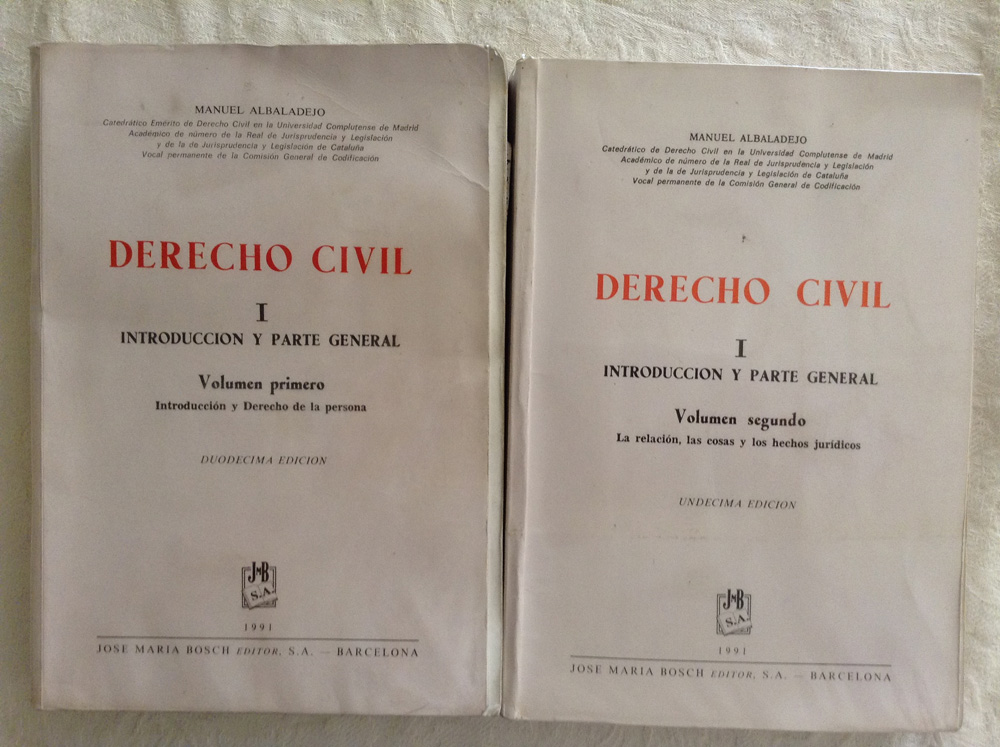 MANUEL ALBALADEJO
Catedrático Emérito de Derecho Civil en la Universidad Complutense de Madrid
Académico de número de la Real de Jurisprudencia y Legislación
y de la de Jurisprudencia y Legislación de Cataluña
Vocal permanente de la Comisión General de Codificación
DERECHO CIVIL
I
INTRODUCCION Y PARTE GENERAL
Volumen primero
Introducción y Derecho de la persona
DUODECIMA EDICION
JMB
S.A.
1991
JOSE MARIA BOSCH EDITOR, S.A. — BARCELONA
MANUEL ALBALADEJO
Catedrático de Derecho Civil en la Universidad Complutense de Madrid
Académico de número de la Real de Jurisprudencia y Legislación
y de la de Jurisprudencia y Legislación de Cataluña
Vocal permanente de la Comisión General de Codificación
DERECHO CIVIL
I
INTRODUCCION Y PARTE GENERAL
Volumen segundo
La relación, las cosas y los hechos jurídicos
UNDECIMA EDICION
JMB
S.A.
1991
JOSE MARIA BOSCH EDITOR, S.A. — BARCELONA